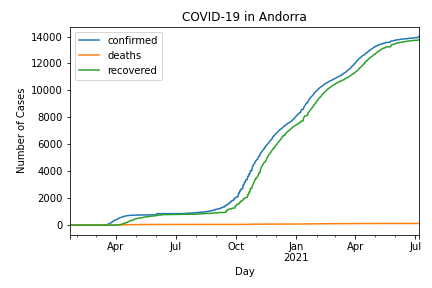 COVID-19 in Andorra
confirmed
deaths
recovered
Number of Cases
14000
12000
10000
8000
6000
4000
2000
0
Apr Jul Oct Jan Apr Jul
2021
Day